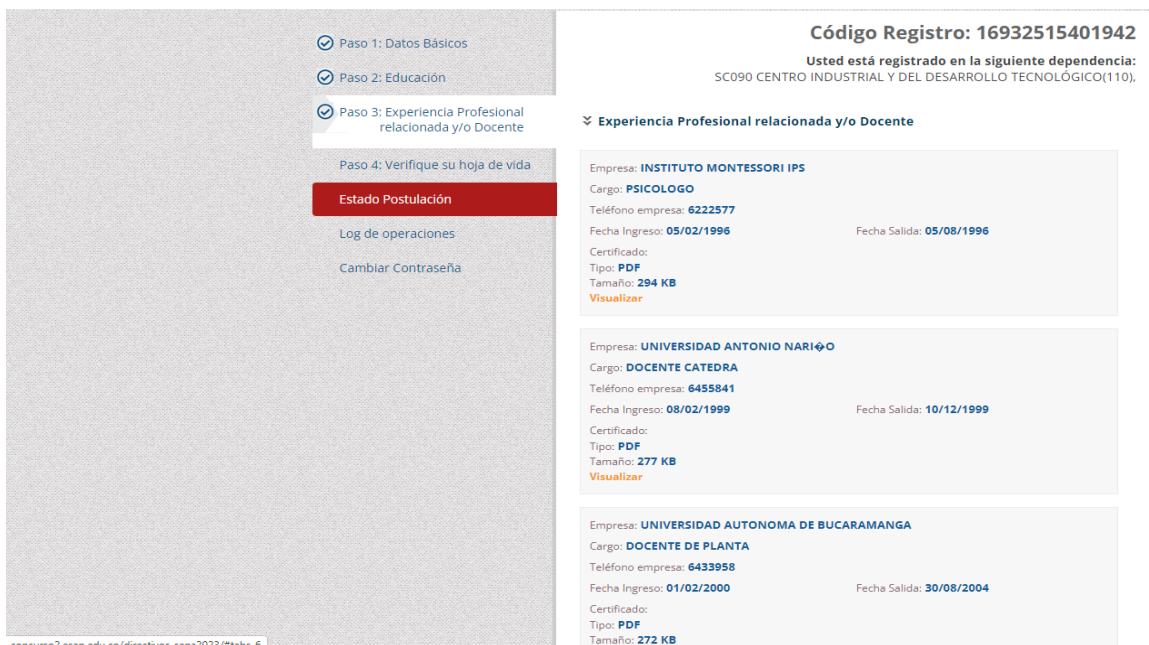 Paso 1: Datos Básicos
Paso 2: Educación
Paso 3: Experiencia Profesional
relacionada y/o Docente
Paso 4: Verifique su hoja de vida
Estado Postulación
Log de operaciones
Cambiar Contraseña
Código Registro: 16932515401942
Usted está registrado en la siguiente dependencia:
SC090 CENTRO INDUSTRIAL Y DEL DESARROLLO TECNOLÓGICO(110),
Experiencia Profesional relacionada y/o Docente
Empresa: INSTITUTO MONTESSORI IPS
Cargo: PSICOLOGO
Teléfono empresa: 6222577
Fecha Ingreso: 05/02/1996 Fecha Salida: 05/08/1996
Certificado:
Tipo: PDF
Tamaño: 294 KB
Visualizar
Empresa: UNIVERSIDAD ANTONIO NARI�O
Cargo: DOCENTE CATEDRA
Teléfono empresa: 6455841
Fecha Ingreso: 08/02/1999 Fecha Salida: 10/12/1999
Certificado:
Tipo: PDF
Tamaño: 277 KB
Visualizar
Empresa: UNIVERSIDAD AUTONOMA DE BUCARAMANGA
Cargo: DOCENTE DE PLANTA
Teléfono empresa: 6433958
Fecha Ingreso: 01/02/2000 Fecha Salida: 30/08/2004
Certificado:
Tipo: PDF
Tamaño: 272 KB